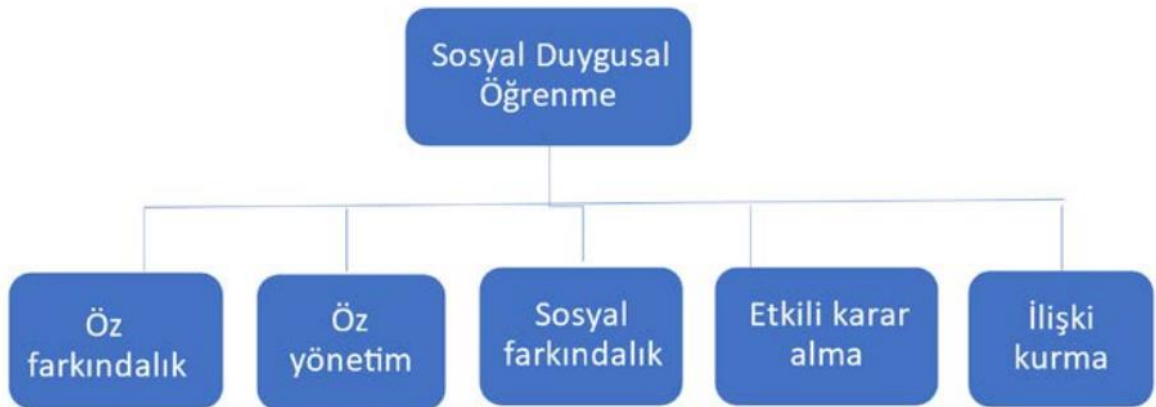 Sosyal Duygusal
Öğrenme
Öz
farkındalık
Öz
yönetim
Sosyal
farkındalık
Etkili karar
alma
İlişki
kurma